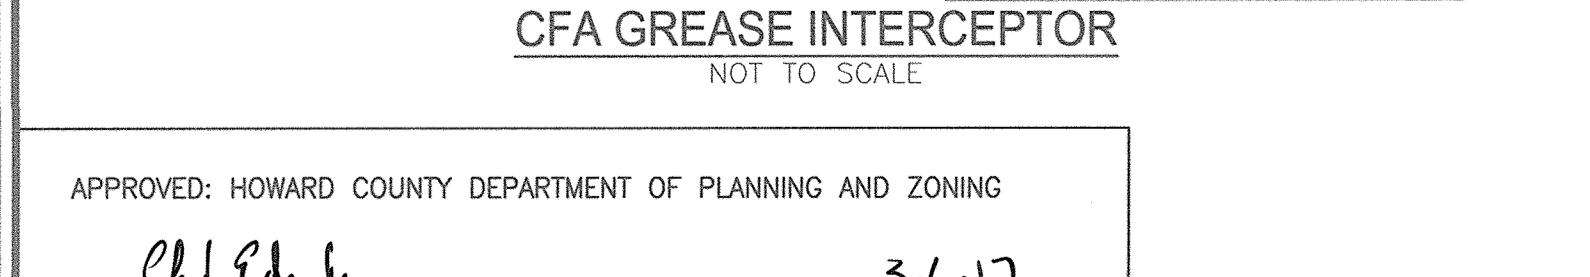 CFA GREASE INTERCEPTOR
NOT TO SCALE
APPROVED: HOWARD COUNTY DEPARTMENT OF PLANNING AND ZONING